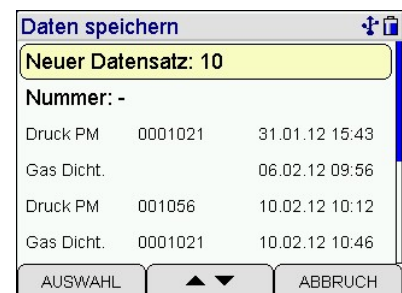 Daten speichern
Neuer Datensatz: 10
Nummer: -
Druck PM 0001021 31.01.12 15:43
Gas Dicht. 06.02.12 09:56
Druck PM 001056 10.02.12 10:12
Gas Dicht. 0001021 10.02.12 10:46
AUSWAHL ▲ ▼ ABBRUCH